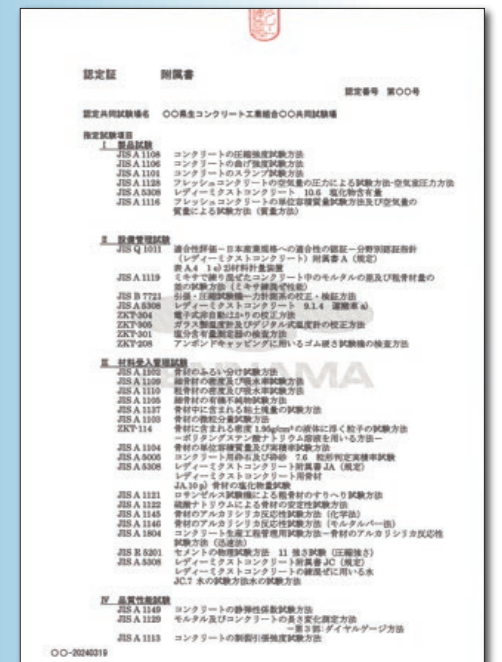 認定証　附属書
認定番号　第〇〇号
認定共同試験場名　〇〇県生コンクリート工業組合〇〇共同試験場
指定試験項目
Ⅰ　製品試験
JIS A 1108　コンクリートの圧縮強度試験方法
JIS A 1106　コンクリートの曲げ強度試験方法
JIS A 1101　コンクリートのスランプ試験方法
JIS A 1128　フレッシュコンクリートの空気量の圧力による試験方法-空気室圧力方法
JIS A 5308　レディーミクストコンクリート　10.6　塩化物含有量
JIS A 1116　フレッシュコンクリートの単位容積質量試験方法及び空気量の
質量による試験方法（質量方法）
Ⅱ　設備管理試験
JIS Q 1011　適合性評価－日本産業規格への適合性の認証－分野別認証指針
（レディーミクストコンクリート）附属書A（規定）
表A.4　1 e) 2)材料計量装置
JIS A 1119　ミキサで練り混ぜたコンクリート中のモルタルの差及び粗骨材量の
差の試験方法（ミキサ練混ぜ性能）
JIS B 7721　引張・圧縮試験機－力計測系の校正・検証方法
JIS A 5308　レディーミクストコンクリート　9.1.4　運搬車 a)
ZKT-304　電子式非自動はかりの校正方法
ZKT-305　ガラス製温度計及びデジタル式温度計の校正方法
ZKT-301　塩分含有量測定器の検査方法
ZKT-208　アンボンドキャッピングに用いるゴム硬さ試験機の検査方法
Ⅲ　材料受入管理試験
JIS A 1102　骨材のふるい分け試験方法
JIS A 1109　細骨材の密度及び吸水率試験方法
JIS A 1110　粗骨材の密度及び吸水率試験方法
JIS A 1105　細骨材の有機不純物試験方法
JIS A 1137　骨材中に含まれる粘土塊量の試験方法
JIS A 1103　骨材の微粒分量試験方法
ZKT-114　骨材に含まれる密度 1.95g/cm³の液体に浮く粒子の試験方法
－ポリタングステン酸ナトリウム溶液を用いる方法－
JIS A 1104　骨材の単位容積質量及び実積率試験方法
JIS A 5005　コンクリート用砕石及び砕砂　7.6　粒形判定実積率試験
JIS A 5308　レディーミクストコンクリート附属書 JA（規定）
レディーミクストコンクリート用骨材
JA.10 p) 骨材の塩化物量試験
JIS A 1121　ロサンゼルス試験機による粗骨材のすりへり試験方法
JIS A 1122　硫酸ナトリウムによる骨材の安定性試験方法
JIS A 1145　骨材のアルカリシリカ反応性試験方法（化学法）
JIS A 1146　骨材のアルカリシリカ反応性試験方法（モルタルバー法）
JIS A 1804　コンクリート生産工程管理用試験方法－骨材のアルカリシリカ反応性
試験方法（迅速法）
JIS R 5201　セメントの物理試験方法　11 強さ試験（圧縮強さ）
JIS A 5308　レディーミクストコンクリート附属書 JC（規定）
レディーミクストコンクリートの練混ぜに用いる水
JC.7 水の試験方法水の試験方法
Ⅳ　品質性能試験
JIS A 1149　コンクリートの静弾性係数試験方法
JIS A 1129　モルタル及びコンクリートの長さ変化測定方法
－第3部:ダイヤルゲージ方法
JIS A 1113　コンクリートの割裂引張強度試験方法
〇〇-20240319